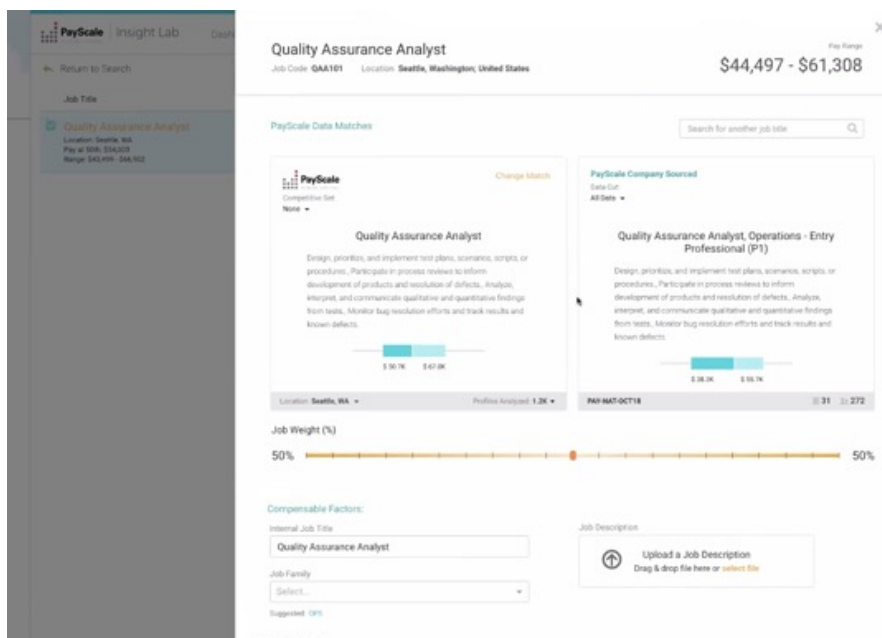 PayScale Insight Lab
Return to Search
Job Title
Quality Assurance Analyst
Location: Seattle, WA
Quality Assurance Analyst
Job Code QAA101 Location Seattle, Washington; United States
Pay Range
$44,497 - $61,308
PayScale Data Matches
Search for another job title
PayScale
Change Match
Competitive Set
None
Quality Assurance Analyst
Design, prioritize, and implement test plans, scenarios, scripts, or
procedures., Participate in process reviews to inform
development of products and resolution of defects., Analyze,
interpret, and communicate qualitative and quantitative findings
from tests., Monitor bug resolution efforts and track results and
known defects.
$ 50.7K $ 67.0K
Location: Seattle, WA
Profiles Analyzed: 1.2K
PayScale Company Sourced
Data Cut:
All Data
Quality Assurance Analyst, Operations - Entry
Professional (P1)
Design, prioritize, and implement test plans, scenarios, scripts, or
procedures., Participate in process reviews to inform
development of products and resolution of defects., Analyze,
interpret, and communicate qualitative and quantitative findings
from tests., Monitor bug resolution efforts and track results and
known defects.
$ 38.3K $ 55.7K
PAY-NAT-OCT18 31 272
Job Weight (%)
50% 50%
Compensable Factors:
Internal Job Title
Quality Assurance Analyst
Job Family
Select...
Suggested: OPS
Job Description
Upload a Job Description
Drag & drop file here or select file